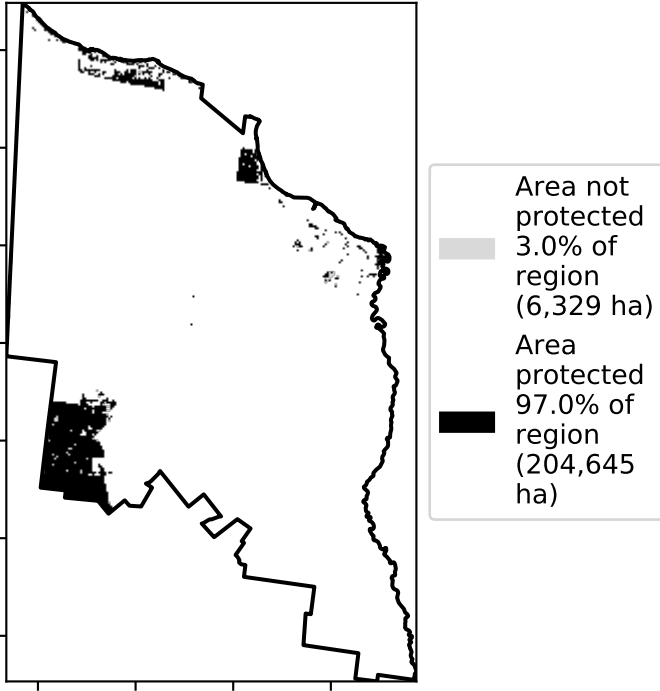 Area not
protected
3.0% of
region
(6,329 ha)
Area
protected
97.0% of
region
(204,645
ha)